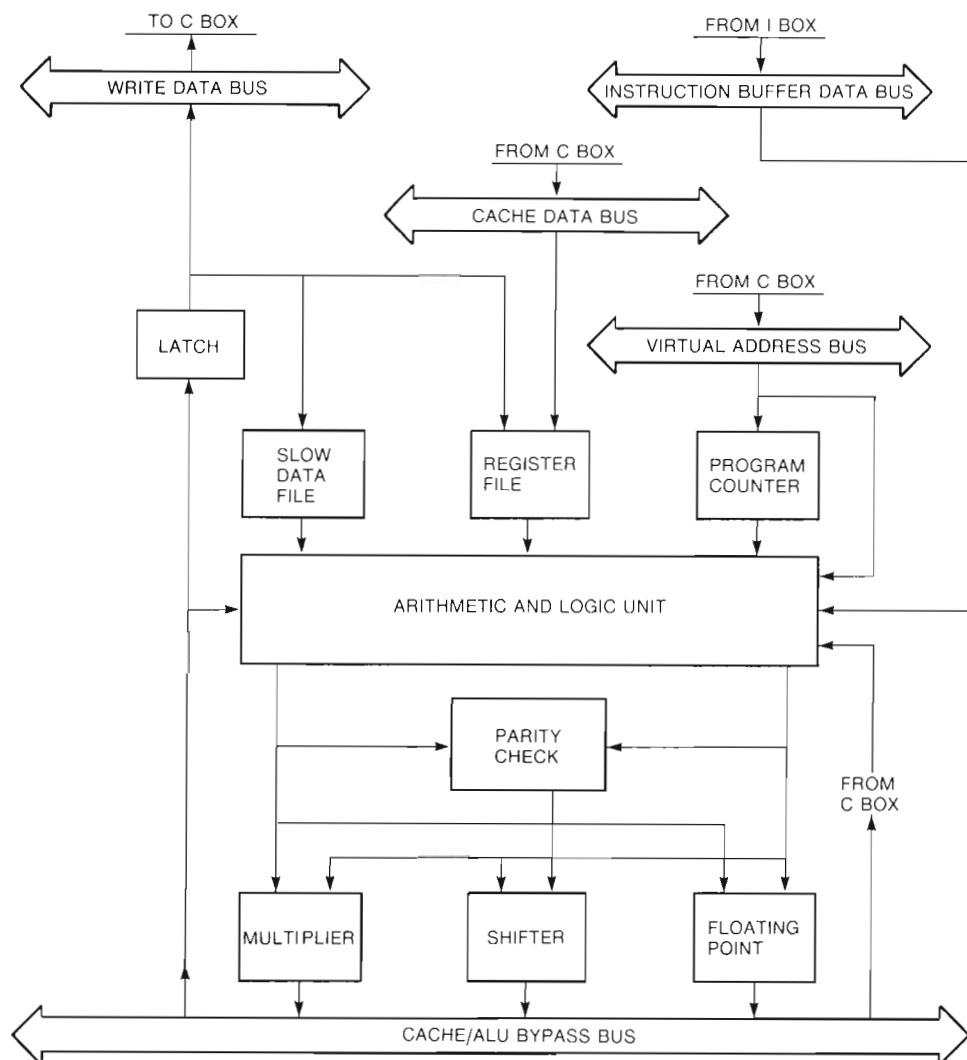 TO C BOX
WRITE DATA BUS
FROM I BOX
INSTRUCTION BUFFER DATA BUS
FROM C BOX
CACHE DATA BUS
FROM C BOX
VIRTUAL ADDRESS BUS
LATCH
SLOW
DATA
FILE
REGISTER
FILE
PROGRAM
COUNTER
ARITHMETIC AND LOGIC UNIT
PARITY
CHECK
FROM
C BOX
MULTIPLIER
SHIFTER
FLOATING
POINT
CACHE/ALU BYPASS BUS